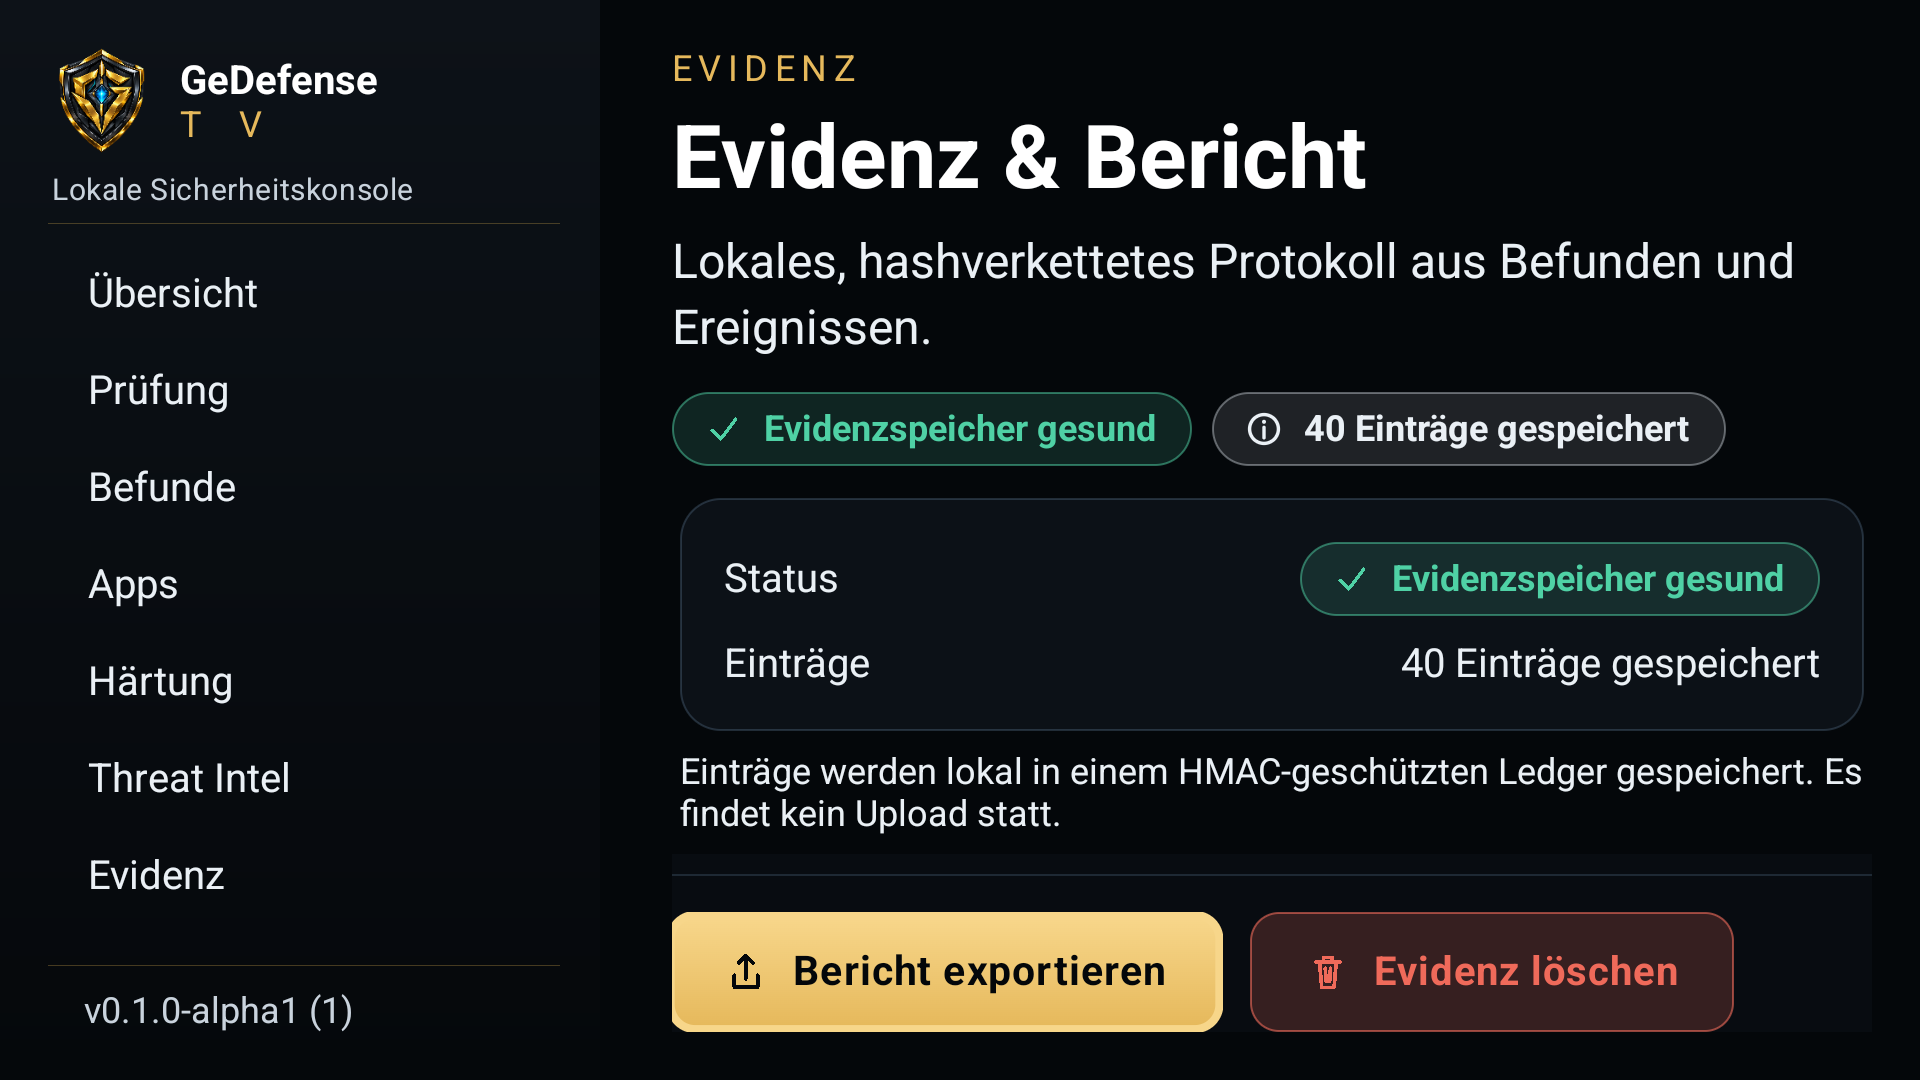 GeDefense
T V
Lokale Sicherheitskonsole
Übersicht
Prüfung
Befunde
Apps
Härtung
Threat Intel
Evidenz
v0.1.0-alpha1 (1)
EVIDENZ
Evidenz & Bericht
Lokales, hashverkettetes Protokoll aus Befunden und
Ereignissen.
Evidenzspeicher gesund
40 Einträge gespeichert
Status
Evidenzspeicher gesund
Einträge
40 Einträge gespeichert
Einträge werden lokal in einem HMAC-geschützten Ledger gespeichert. Es
findet kein Upload statt.
Bericht exportieren
Evidenz löschen